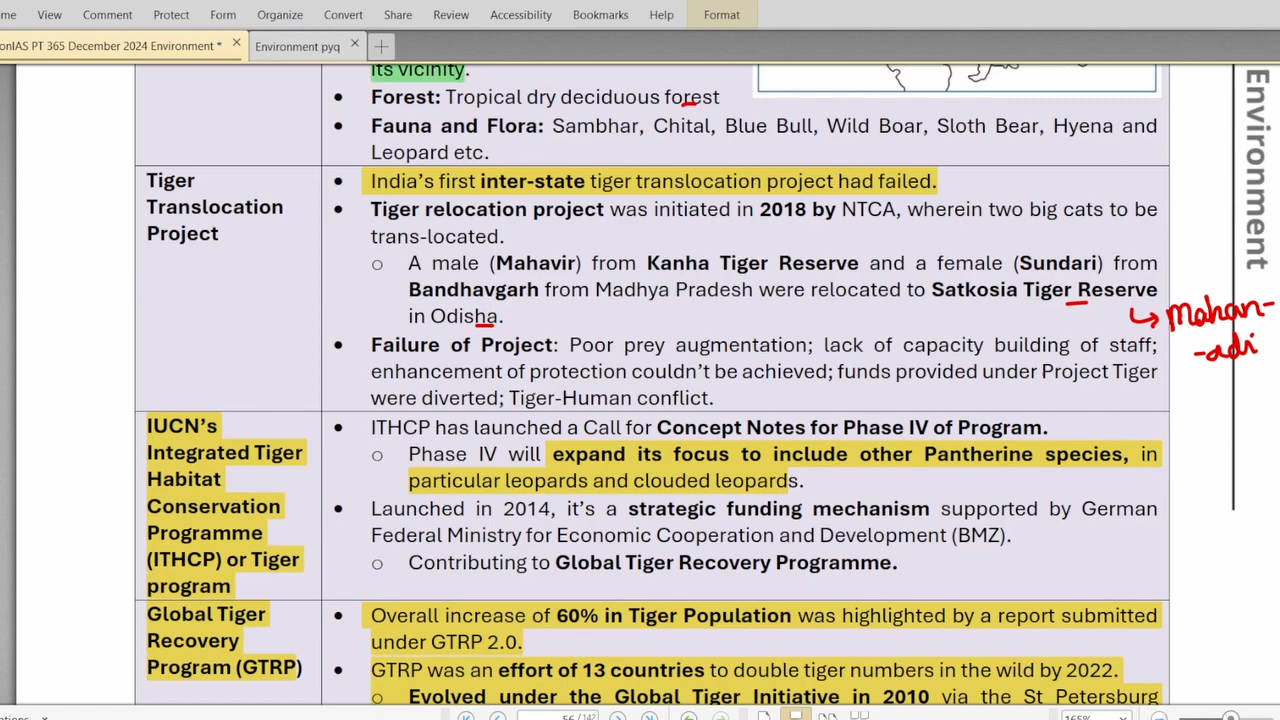 me View Comment Protect Form Organize Convert Share Review Accessibility Bookmarks Help Format
onIAS PT 365 December 2024 Environment * × Environment pyq ×
its vicinity.
• Forest: Tropical dry deciduous forest
• Fauna and Flora: Sambhar, Chital, Blue Bull, Wild Boar, Sloth Bear, Hyena and
Leopard etc.
Tiger
Translocation
Project
• India's first inter-state tiger translocation project had failed.
• Tiger relocation project was initiated in 2018 by NTCA, wherein two big cats to be
trans-located.
o A male (Mahavir) from Kanha Tiger Reserve and a female (Sundari) from
Bandhavgarh from Madhya Pradesh were relocated to Satkosia Tiger Reserve
in Odisha.
Mahan-
-adi
• Failure of Project: Poor prey augmentation; lack of capacity building of staff;
enhancement of protection couldn't be achieved; funds provided under Project Tiger
were diverted; Tiger-Human conflict.
IUCN's
Integrated Tiger
Habitat
Conservation
Programme
(ITHCP) or Tiger
program
• ITHCP has launched a Call for Concept Notes for Phase IV of Program.
o Phase IV will expand its focus to include other Pantherine species, in
particular leopards and clouded leopards.
• Launched in 2014, it's a strategic funding mechanism supported by German
Federal Ministry for Economic Cooperation and Development (BMZ).
o Contributing to Global Tiger Recovery Programme.
Global Tiger
Recovery
Program (GTRP)
• Overall increase of 60% in Tiger Population was highlighted by a report submitted
under GTRP 2.0.
• GTRP was an effort of 13 countries to double tiger numbers in the wild by 2022.
o Evolved under the Global Tiger Initiative in 2010 via the St Petersburg
Environment
56 / 142
165%